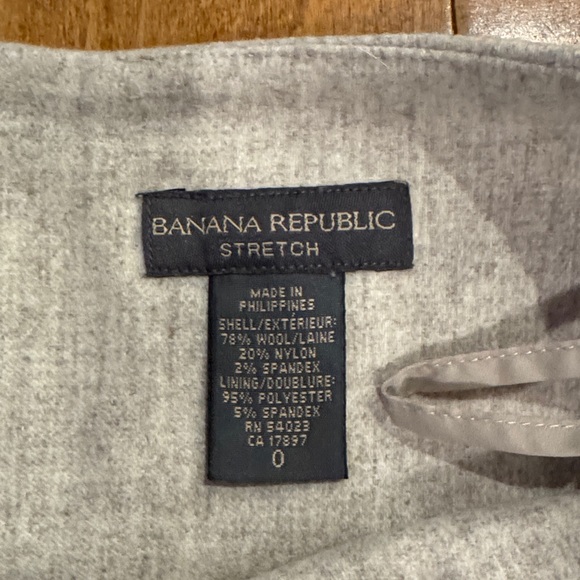 BANANA REPUBLIC
STRETCH
MADE IN
PHILIPPINES
SHELL/EXTÉRIEUR:
78% WOOL/LAINE
20% NYLON
2% SPANDEX
LINING/DOUBLURE:
95% POLYESTER
5% SPANDEX
RN 54023
CA 17897
0